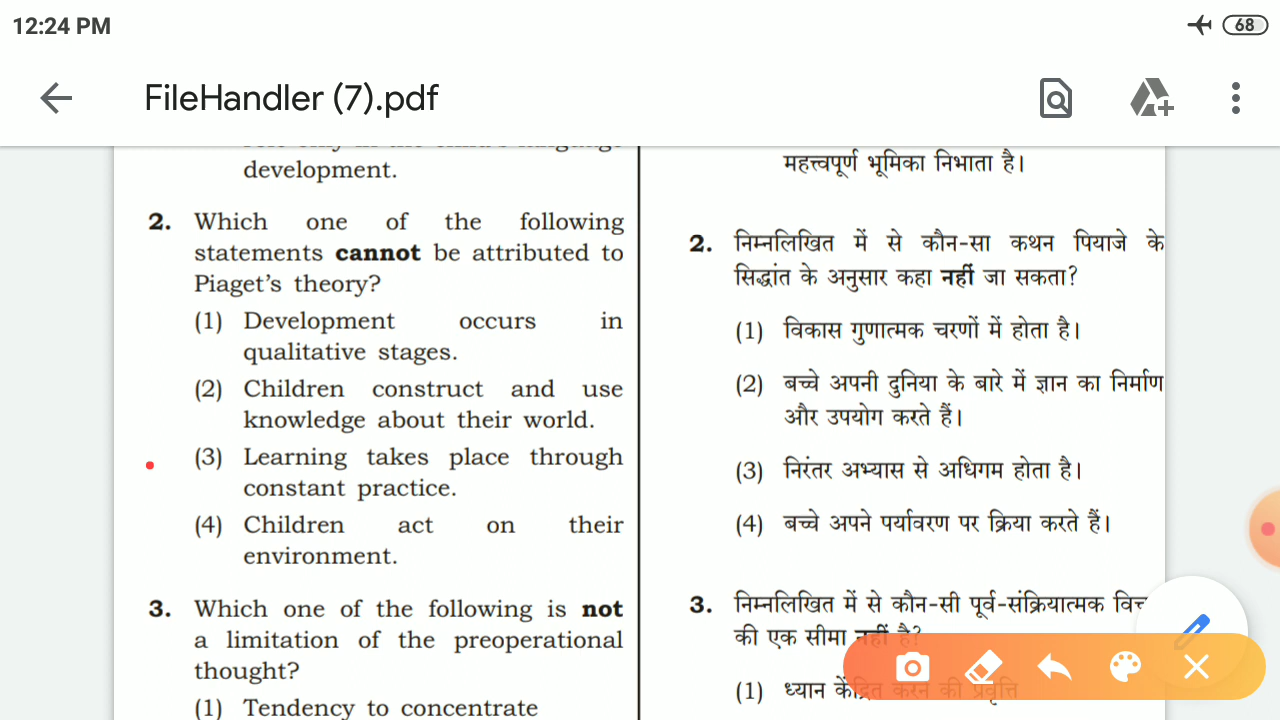 12:24 PM
68
FileHandler (7).pdf
development.
2. Which one of the following
statements cannot be attributed to
Piaget's theory?
(1) Development occurs in
qualitative stages.
(2) Children construct and use
knowledge about their world.
(3) Learning takes place through
constant practice.
(4) Children act on their
environment.
3. Which one of the following is not
a limitation of the preoperational
thought?
(1) Tendency to concentrate
महत्त्वपूर्ण भूमिका निभाता है।
2. निम्नलिखित में से कौन-सा कथन पियाजे के
सिद्धांत के अनुसार कहा नहीं जा सकता?
(1) विकास गुणात्मक चरणों में होता है।
(2) बच्चे अपनी दुनिया के बारे में ज्ञान का निर्माण
और उपयोग करते हैं।
(3) निरंतर अभ्यास से अधिगम होता है।
(4) बच्चे अपने पर्यावरण पर क्रिया करते हैं।
3. निम्नलिखित में से कौन-सी पूर्व-संक्रियात्मक
की एक सीमा नहीं है?
(1) ध्यान केंद्रित करने की प्रवृत्ति